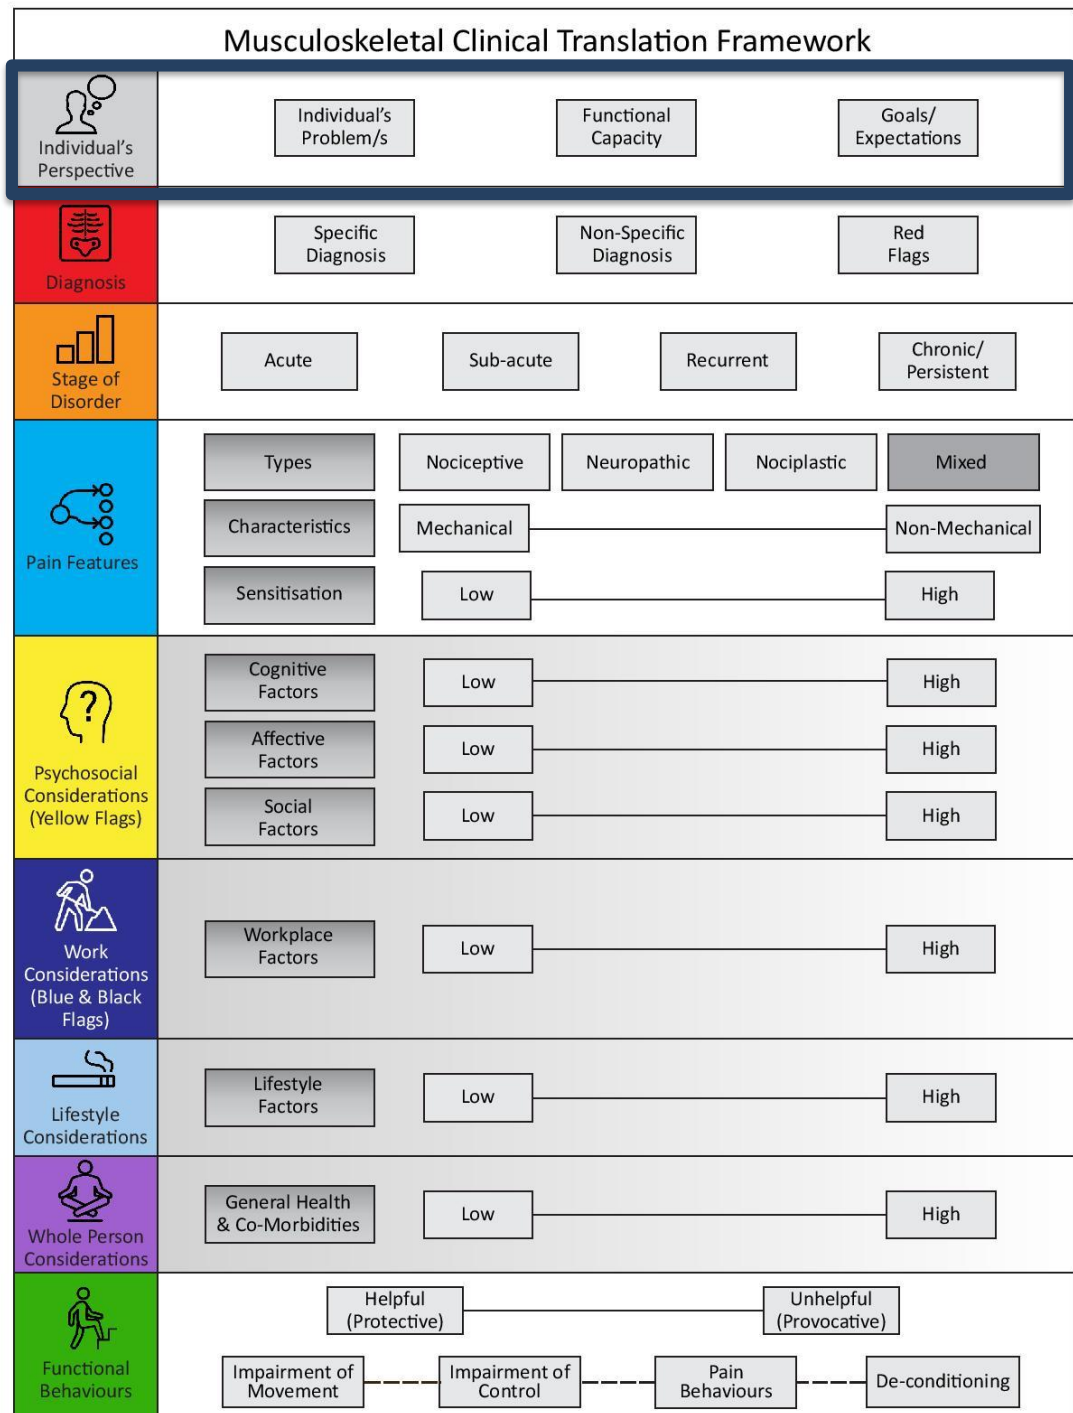 Musculoskeletal Clinical Translation Framework
Individual's
Perspective
Individual's
Problem/s
Functional
Capacity
Goals/
Expectations
Diagnosis
Specific
Diagnosis
Non-Specific
Diagnosis
Red
Flags
Stage of
Disorder
Acute
Sub-acute
Recurrent
Chronic/
Persistent
Pain Features
Types
Nociceptive
Neuropathic
Nociplastic
Mixed
Characteristics
Mechanical
Non-Mechanical
Sensitisation
Low
High
?
Psychosocial
Considerations
(Yellow Flags)
Cognitive
Factors
Low
High
Affective
Factors
Low
High
Social
Factors
Low
High
Work
Considerations
(Blue & Black
Flags)
Workplace
Factors
Low
High
Lifestyle
Considerations
Lifestyle
Factors
Low
High
Whole Person
Considerations
General Health
& Co-Morbidities
Low
High
Functional
Behaviours
Helpful
(Protective)
Unhelpful
(Provocative)
Impairment of
Movement
Impairment of
Control
Pain
Behaviours
De-conditioning